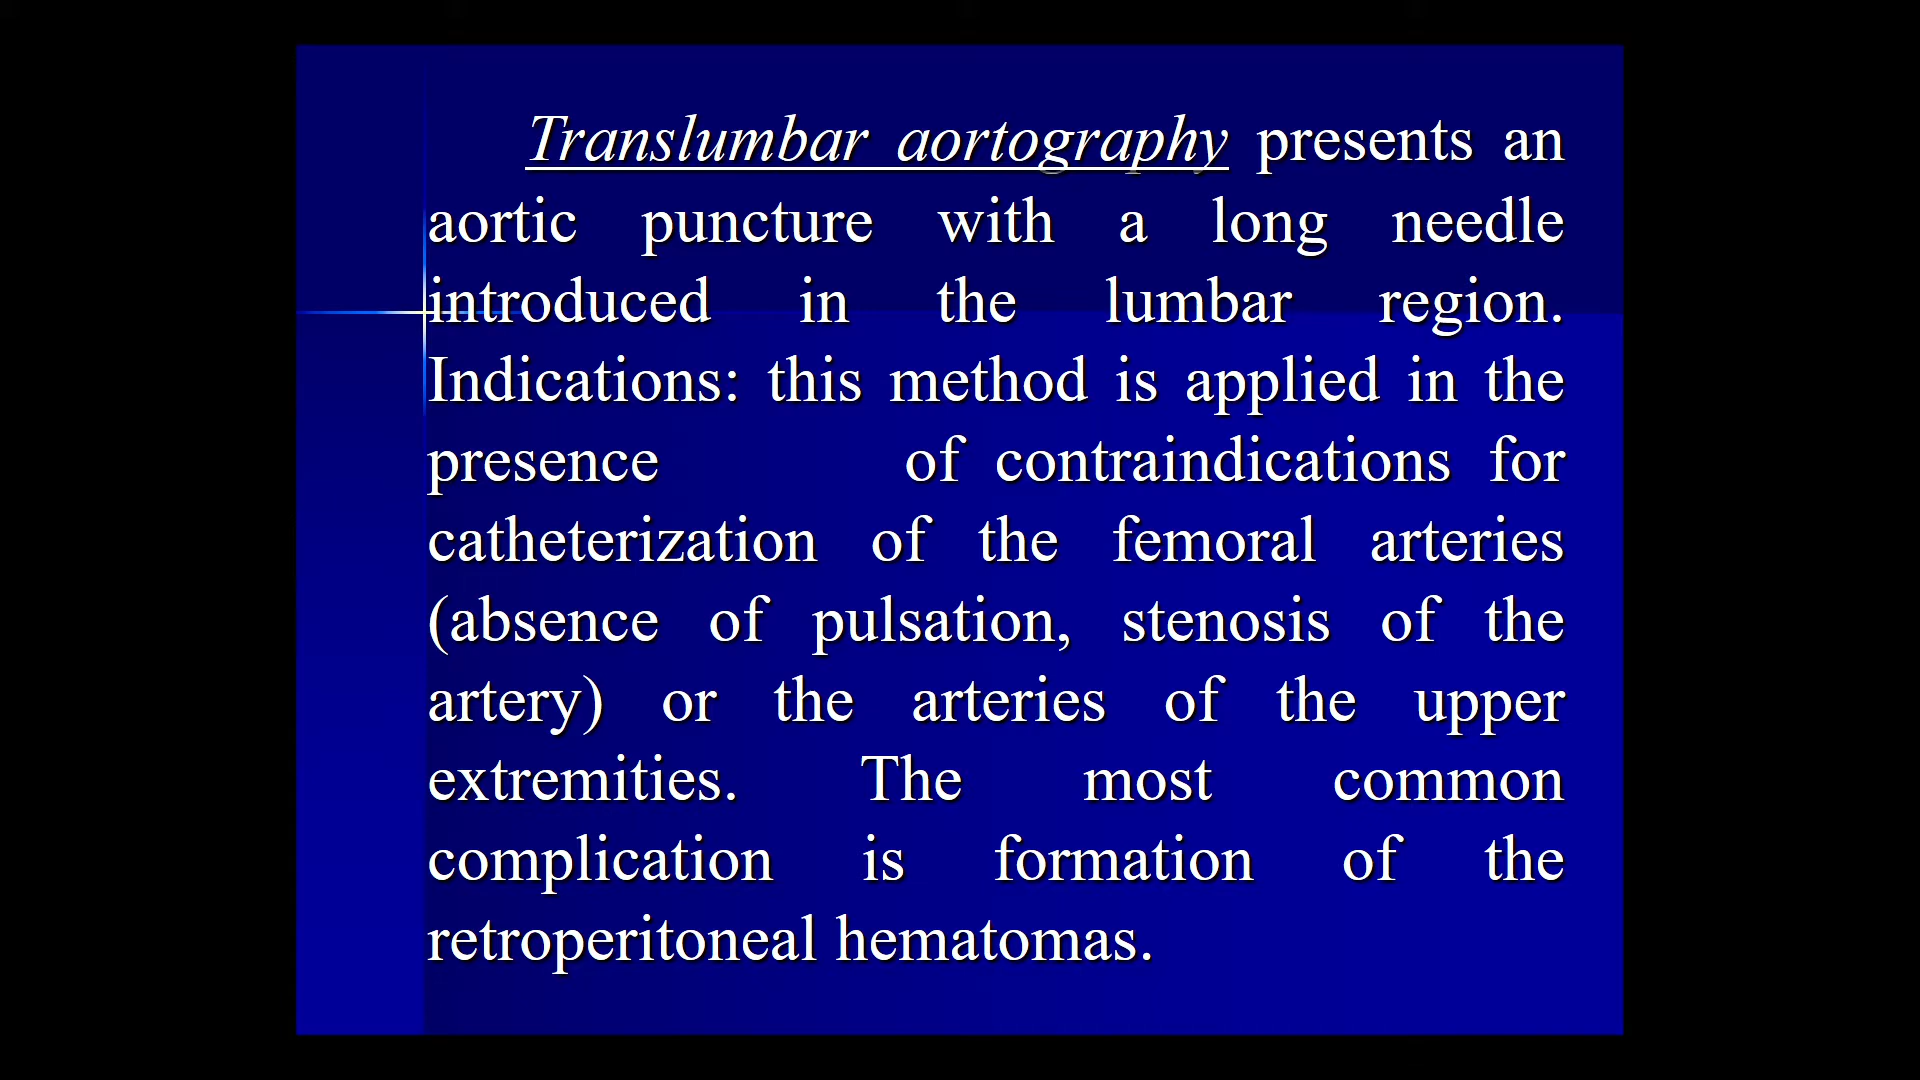 Translumbar aortography presents an
aortic puncture with a long needle
introduced in the lumbar region.
Indications: this method is applied in the
presence of contraindications for
catheterization of the femoral arteries
(absence of pulsation, stenosis of the
artery) or the arteries of the upper
extremities. The most common
complication is formation of the
retroperitoneal hematomas.